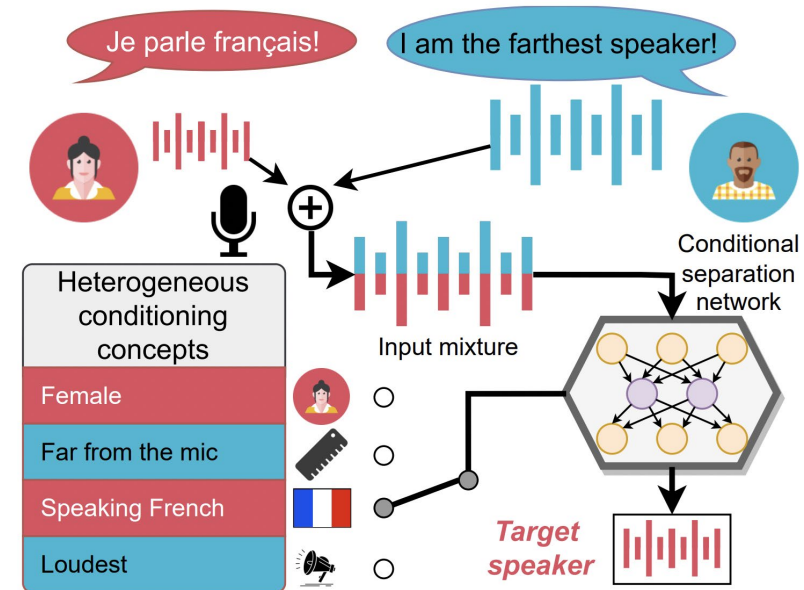 Je parle français!
I am the farthest speaker!
Conditional
separation
network
Input mixture
Heterogeneous
conditioning
concepts
Female
Far from the mic
Speaking French
Loudest
Target
speaker